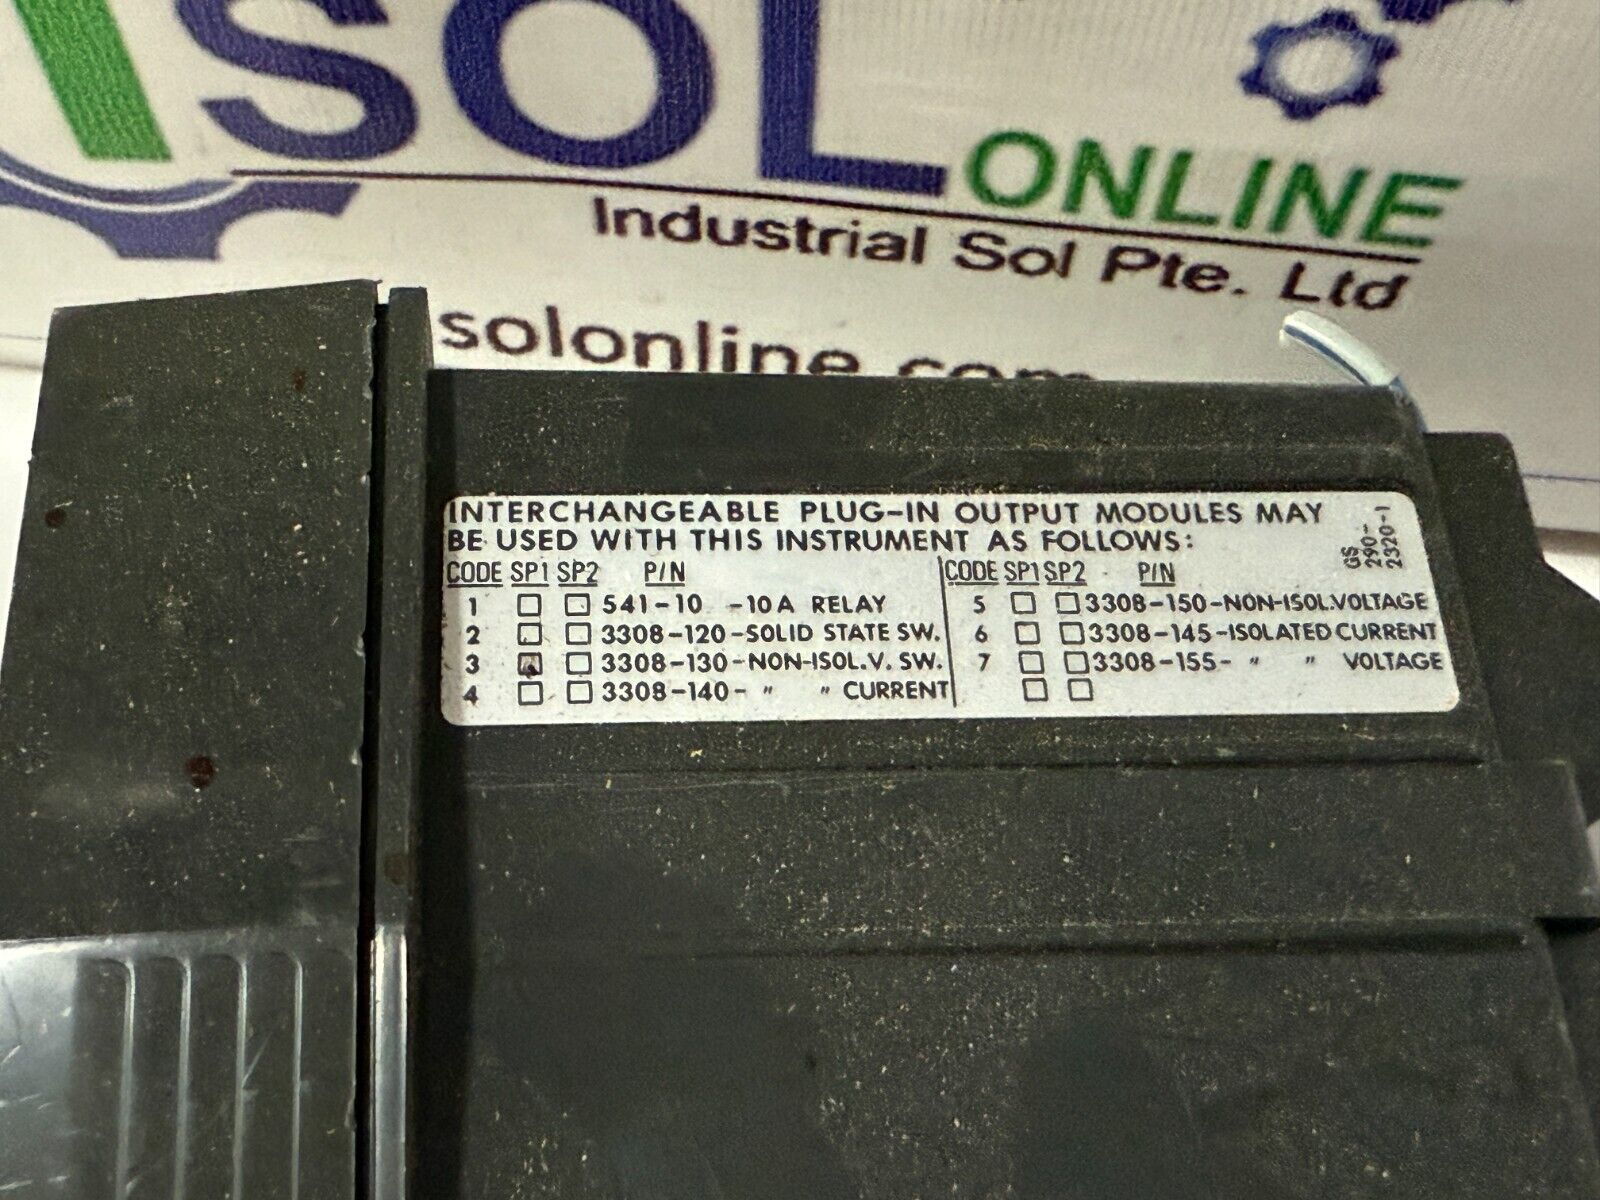 iSOL ONLINE
Industrial Sol Pte. Ltd
solonline.com
INTERCHANGEABLE PLUG-IN OUTPUT MODULES MAY
BE USED WITH THIS INSTRUMENT AS FOLLOWS:
GS
290-
2320-1
CODE SP1 SP2 P/N
1 541-10 -10A RELAY
2 3308-120-SOLID STATE SW.
3 3308-130-NON-ISOL.V. SW.
4 3308-140- " " CURRENT
CODE SP1 SP2 P/N
5 3308-150-NON-ISOL.VOLTAGE
6 3308-145-ISOLATED CURRENT
7 3308-155- " " VOLTAGE